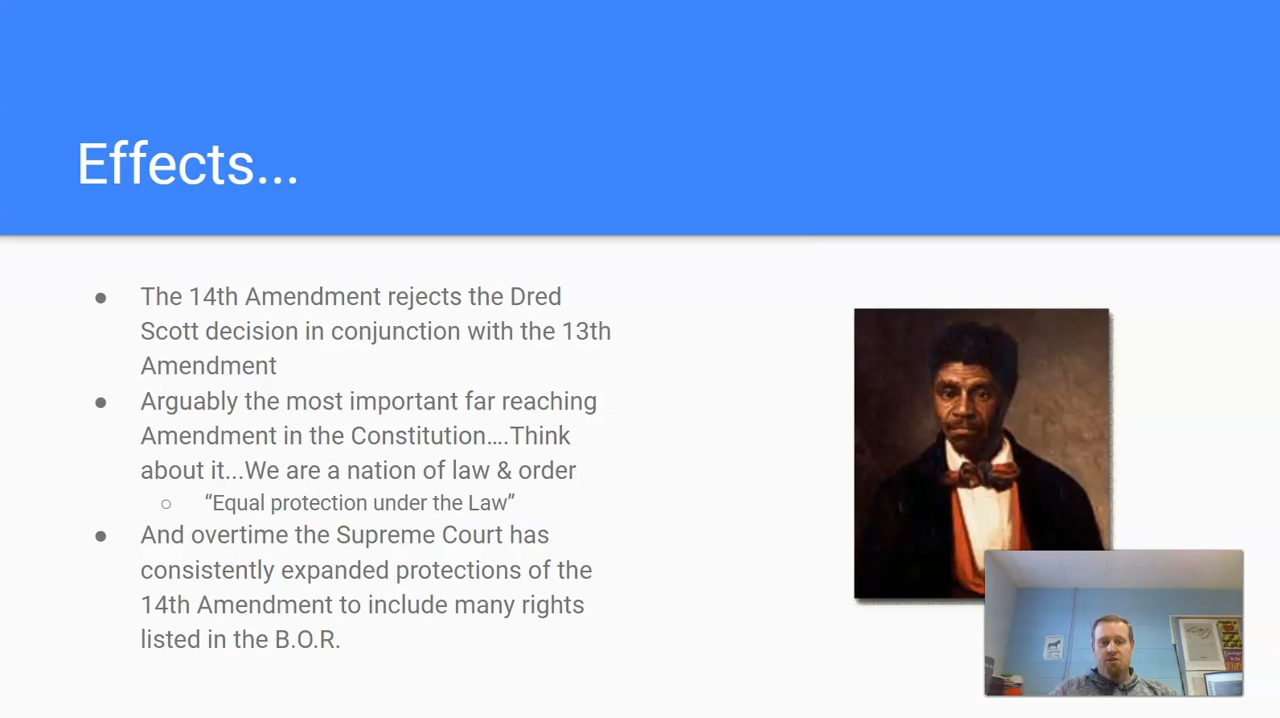 Effects...
● The 14th Amendment rejects the Dred
Scott decision in conjunction with the 13th
Amendment
● Arguably the most important far reaching
Amendment in the Constitution....Think
about it...We are a nation of law & order
○ “Equal protection under the Law”
● And overtime the Supreme Court has
consistently expanded protections of the
14th Amendment to include many rights
listed in the B.O.R.